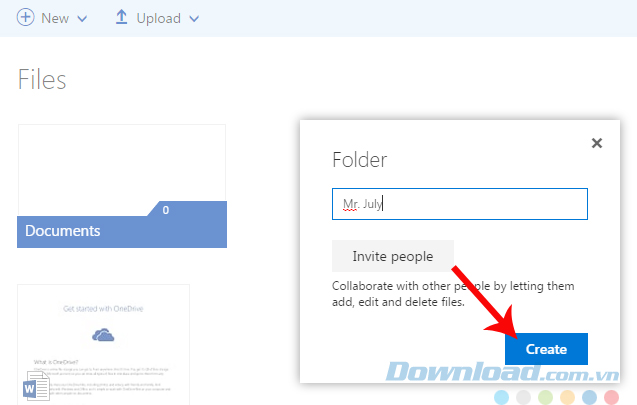 New Upload
Files
0
Documents
Get started with OneDrive
What is OneDrive?
W
Folder
Mr. July
Invite people
Collaborate with other people by letting them
add, edit and delete files.
Create
Download.com.vn